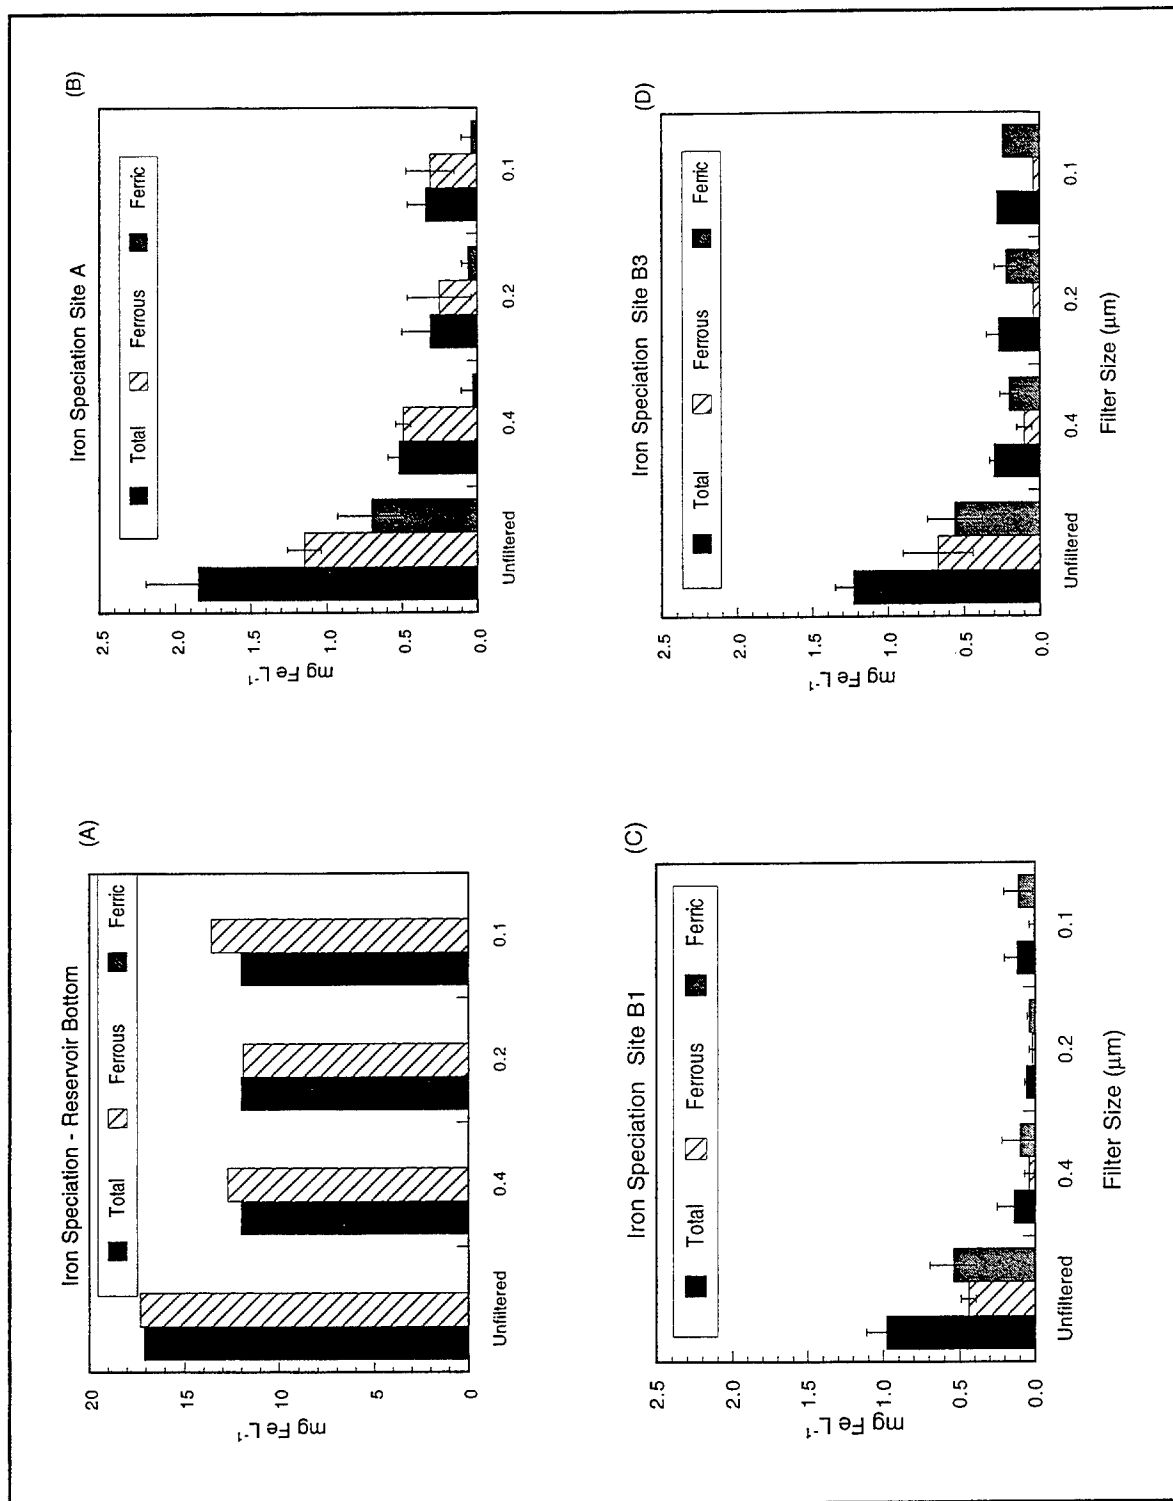 Iron Speciation - Reservoir Bottom
(A)
Total Ferrous Ferric
mg Fe L⁻¹
20
15
10
5
0
Unfiltered 0.4 0.2 0.1
Iron Speciation Site A
(B)
Total Ferrous Ferric
mg Fe L⁻¹
2.5
2.0
1.5
1.0
0.5
0.0
Unfiltered 0.4 0.2 0.1
Iron Speciation Site B1
(C)
Total Ferrous Ferric
mg Fe L⁻¹
2.5
2.0
1.5
1.0
0.5
0.0
Unfiltered 0.4 0.2 0.1
Filter Size (μm)
Iron Speciation Site B3
(D)
Total Ferrous Ferric
mg Fe L⁻¹
2.5
2.0
1.5
1.0
0.5
0.0
Unfiltered 0.4 0.2 0.1
Filter Size (μm)